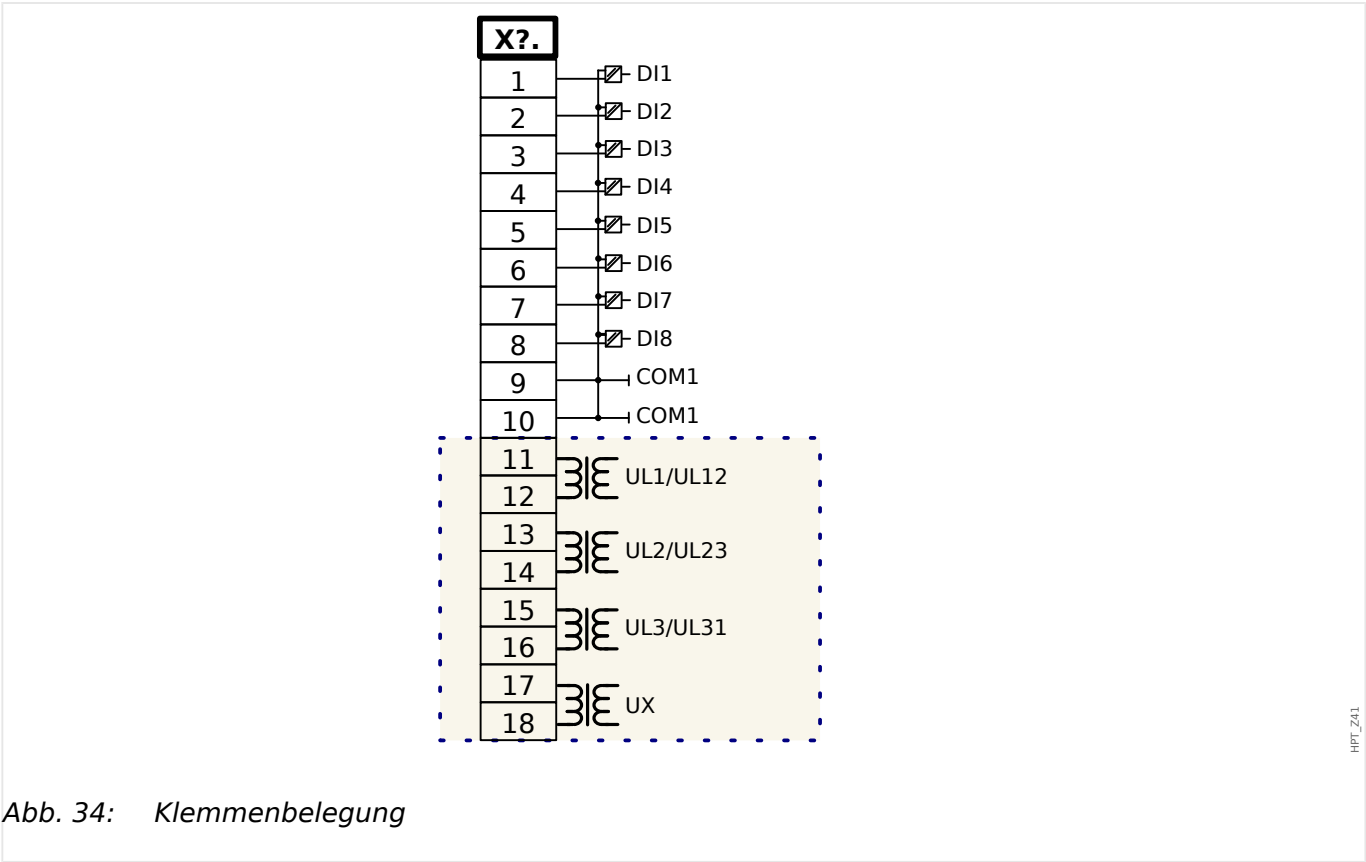 X?.
1 DI1
2 DI2
3 DI3
4 DI4
5 DI5
6 DI6
7 DI7
8 DI8
9 COM1
10 COM1
11
UL1/UL12
12
13
UL2/UL23
14
15
UL3/UL31
16
17
UX
18
HPT_Z41
Abb. 34: Klemmenbelegung